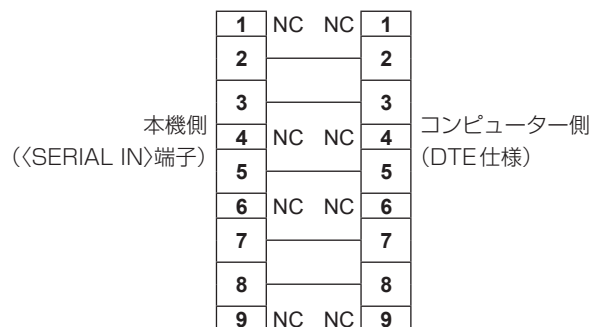 1 NC NC 1
2 2
3 3
本機側
（〈SERIAL IN〉端子）
4 NC NC 4
コンピューター側
（DTE仕様）
5 5
6 NC NC 6
7 7
8 8
9 NC NC 9